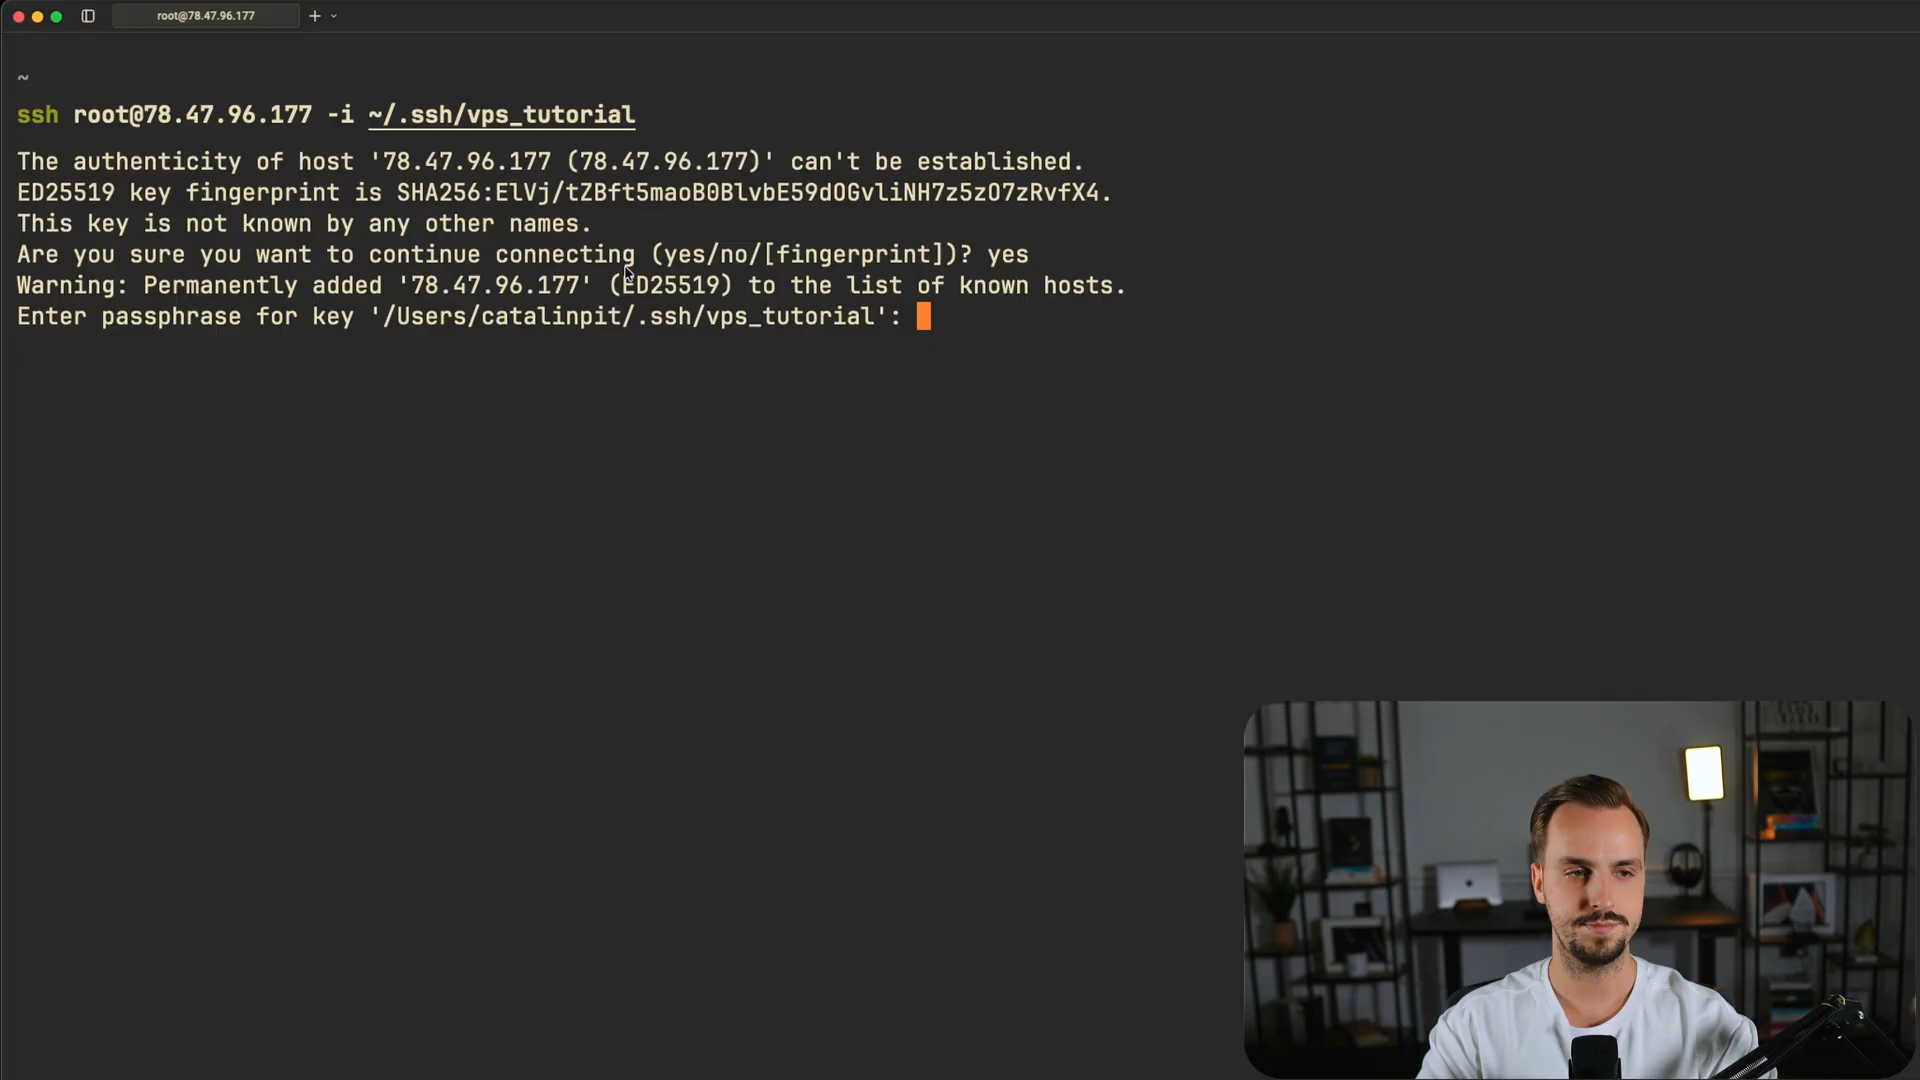 root@78.47.96.177
~
ssh root@78.47.96.177 -i ~/.ssh/vps_tutorial
The authenticity of host '78.47.96.177 (78.47.96.177)' can't be established.
ED25519 key fingerprint is SHA256:ElVj/tZBft5maoB0BlvbE59dOGvliNH7z5zO7zRvfX4.
This key is not known by any other names.
Are you sure you want to continue connecting (yes/no/[fingerprint])? yes
Warning: Permanently added '78.47.96.177' (ED25519) to the list of known hosts.
Enter passphrase for key '/Users/catalinpit/.ssh/vps_tutorial':